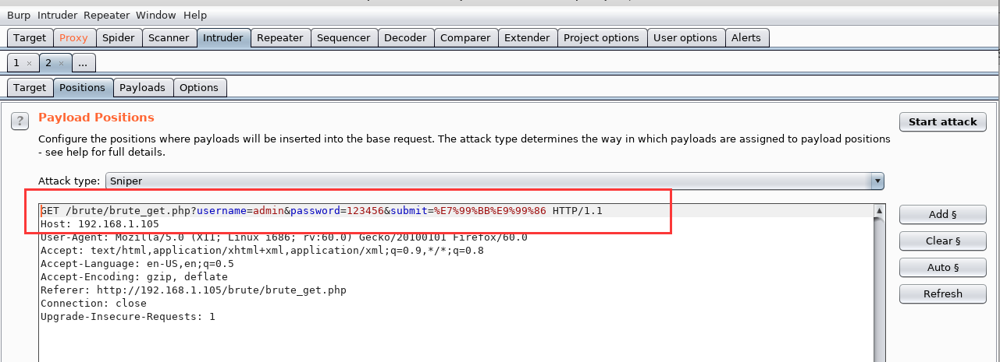 Burp Intruder Repeater Window Help
Target Proxy Spider Scanner Intruder Repeater Sequencer Decoder Comparer Extender Project options User options Alerts
1 × 2 × ...
Target Positions Payloads Options
? Payload Positions Start attack
Configure the positions where payloads will be inserted into the base request. The attack type determines the way in which payloads are assigned to payload positions
- see help for full details.
Attack type: Sniper
GET /brute/brute_get.php?username=admin&password=123456&submit=%E7%99%BB%E9%99%86 HTTP/1.1
Host: 192.168.1.105
User-Agent: Mozilla/5.0 (X11; Linux i686; rv:60.0) Gecko/20100101 Firefox/60.0
Accept: text/html,application/xhtml+xml,application/xml;q=0.9,*/*;q=0.8
Accept-Language: en-US,en;q=0.5
Accept-Encoding: gzip, deflate
Referer: http://192.168.1.105/brute/brute_get.php
Connection: close
Upgrade-Insecure-Requests: 1
Add §
Clear §
Auto §
Refresh